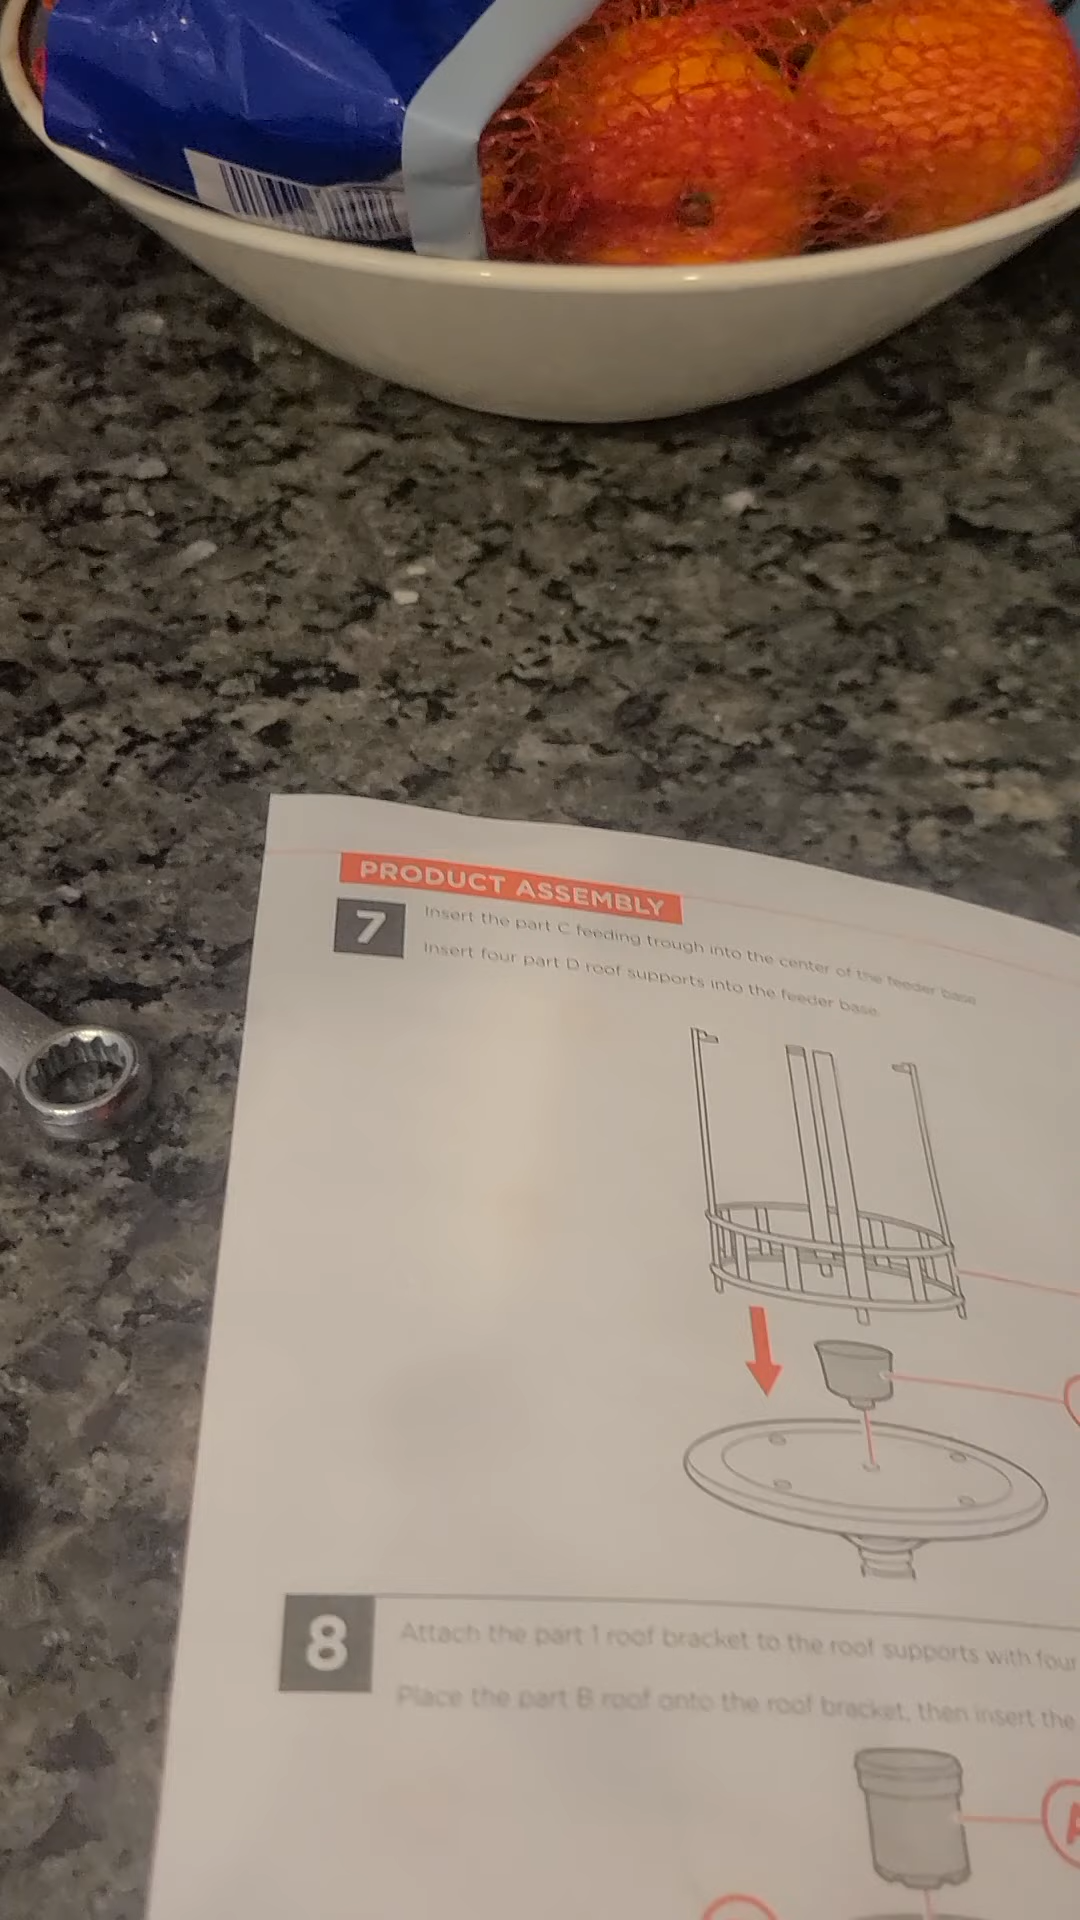 PRODUCT ASSEMBLY
7
Insert the part C feeding trough into the center of the feeder base
Insert four part D roof supports into the feeder base.
8
Attach the part 1 roof bracket to the roof supports with four
Place the part B roof onto the roof bracket, then insert the
A